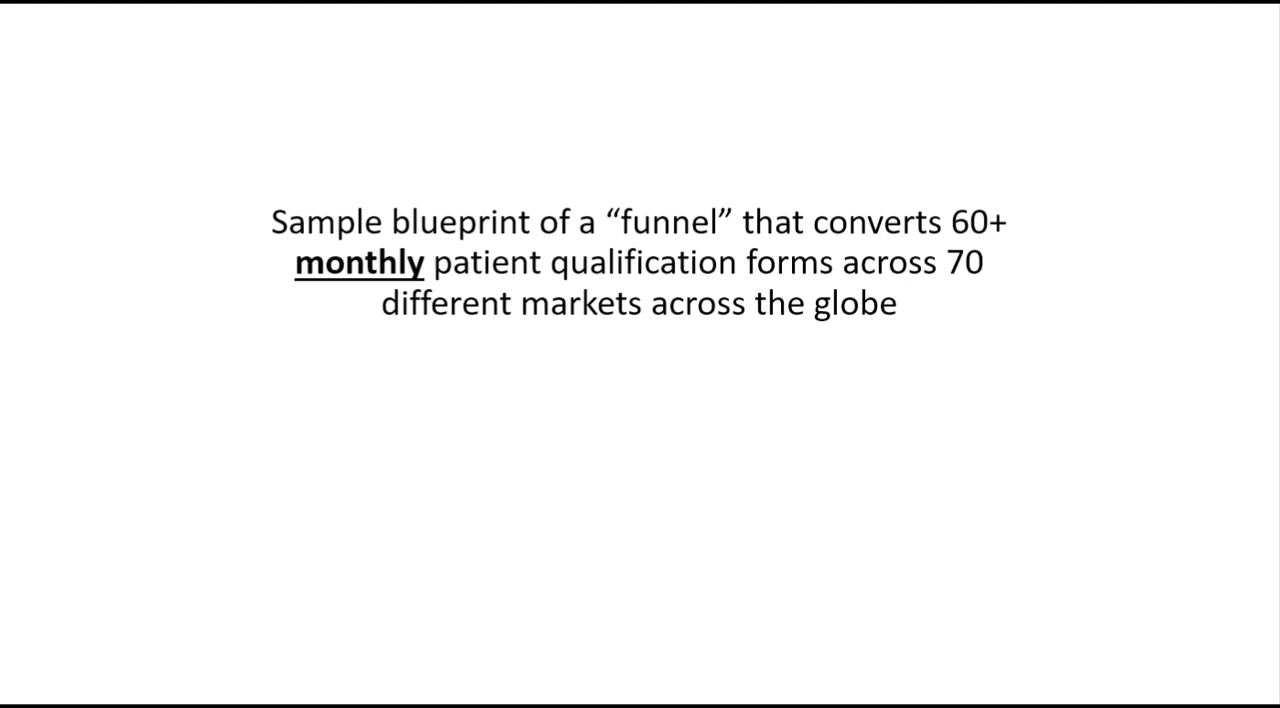 Sample blueprint of a “funnel” that converts 60+
monthly patient qualification forms across 70
different markets across the globe